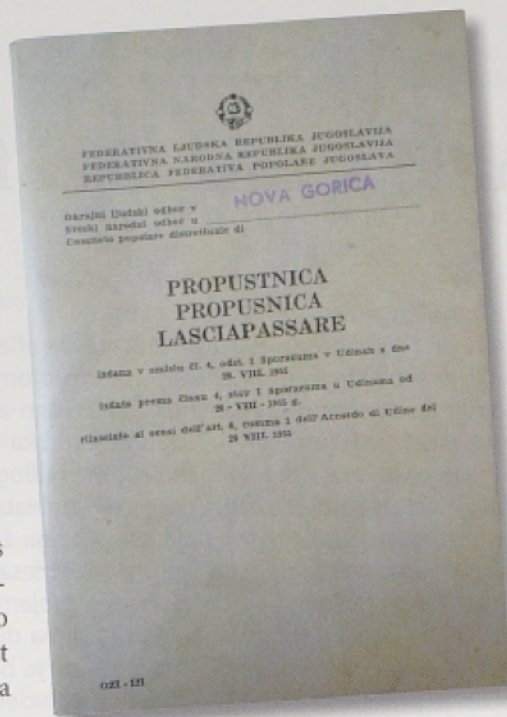 FEDERATIVNA LJUDSKA REPUBLIKA JUGOSLAVIJA
FEDERATIVNA NARODNA REPUBLIKA JUGOSLAVIJA
REPUBBLICA FEDERATIVA POPOLARE JUGOSLAVA
Okrajni ljudski odbor v
NOVA GORICA
Sreski narodni odbor u
Comitato popolare distrettuale di
PROPUSTNICA
PROPUSNICA
LASCIAPASSARE
izdana v smislu čl. 4, odst. 1 Sporazuma v Udinah z dne
20. VIII. 1955
izdata prema članu 4, stav 1 Sporazuma u Udinama od
20 - VIII - 1955 g.
rilasciato ai sensi dell'art. 4, comma 1 dell'Accordo di Udine del
20 VIII. 1955
OZI - 121
s
-
o
t
a